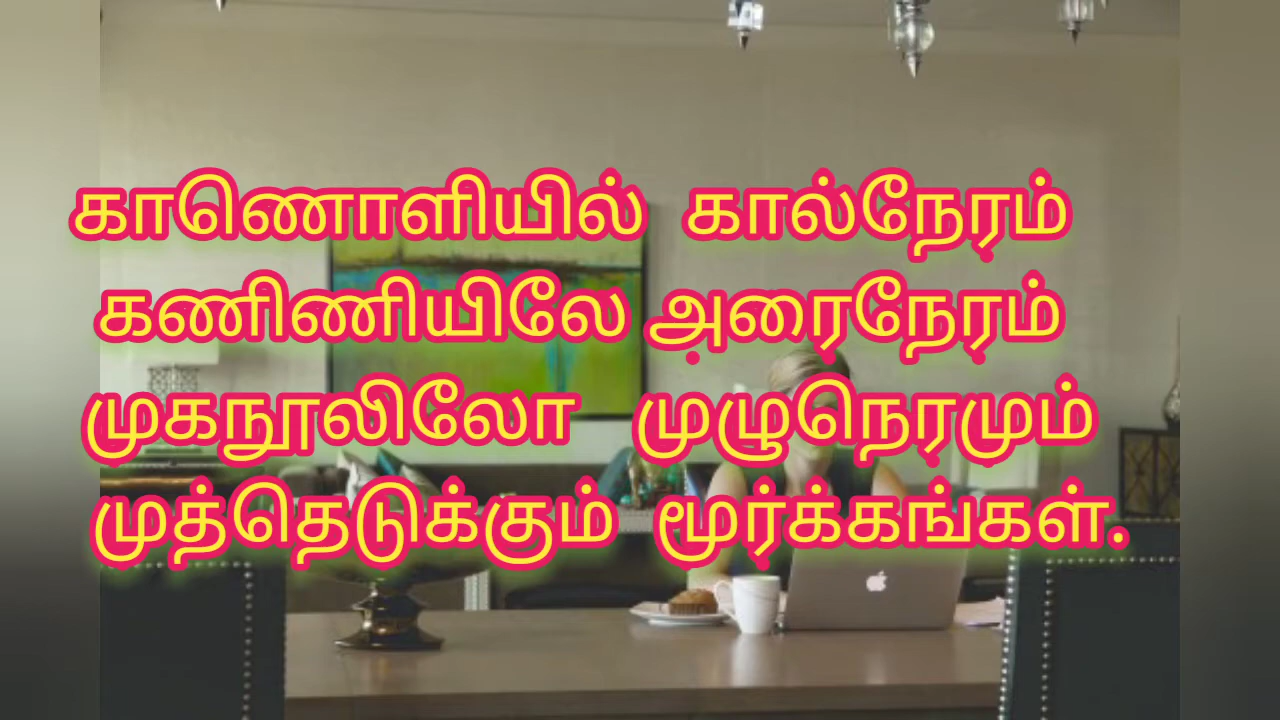 காணொளியில் கால்நேரம்
கணிணியிலே அரைநேரம்
முகநூலிலோ முழுநெரமும்
முத்தெடுக்கும் மூர்க்கங்கள்.